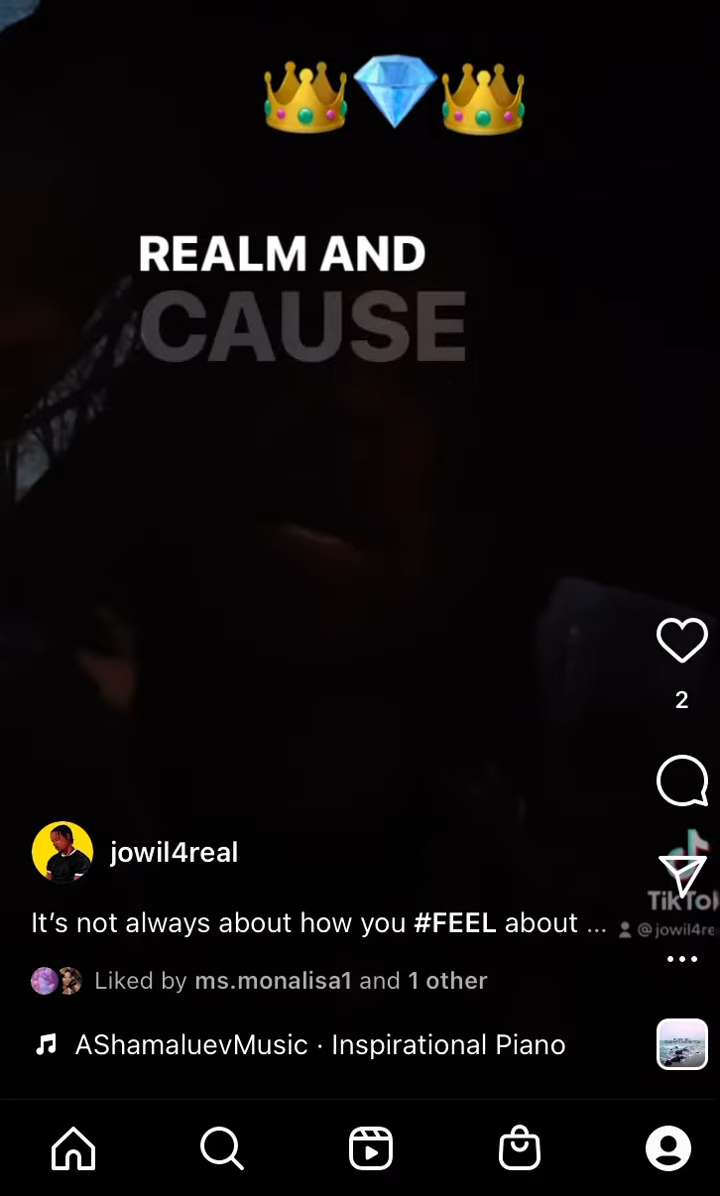 REALM AND
CAUSE
2
jowil4real
TikTok
It’s not always about how you #FEEL about ...
@jowil4re
Liked by ms.monalisa1 and 1 other
AShamaluevMusic · Inspirational Piano